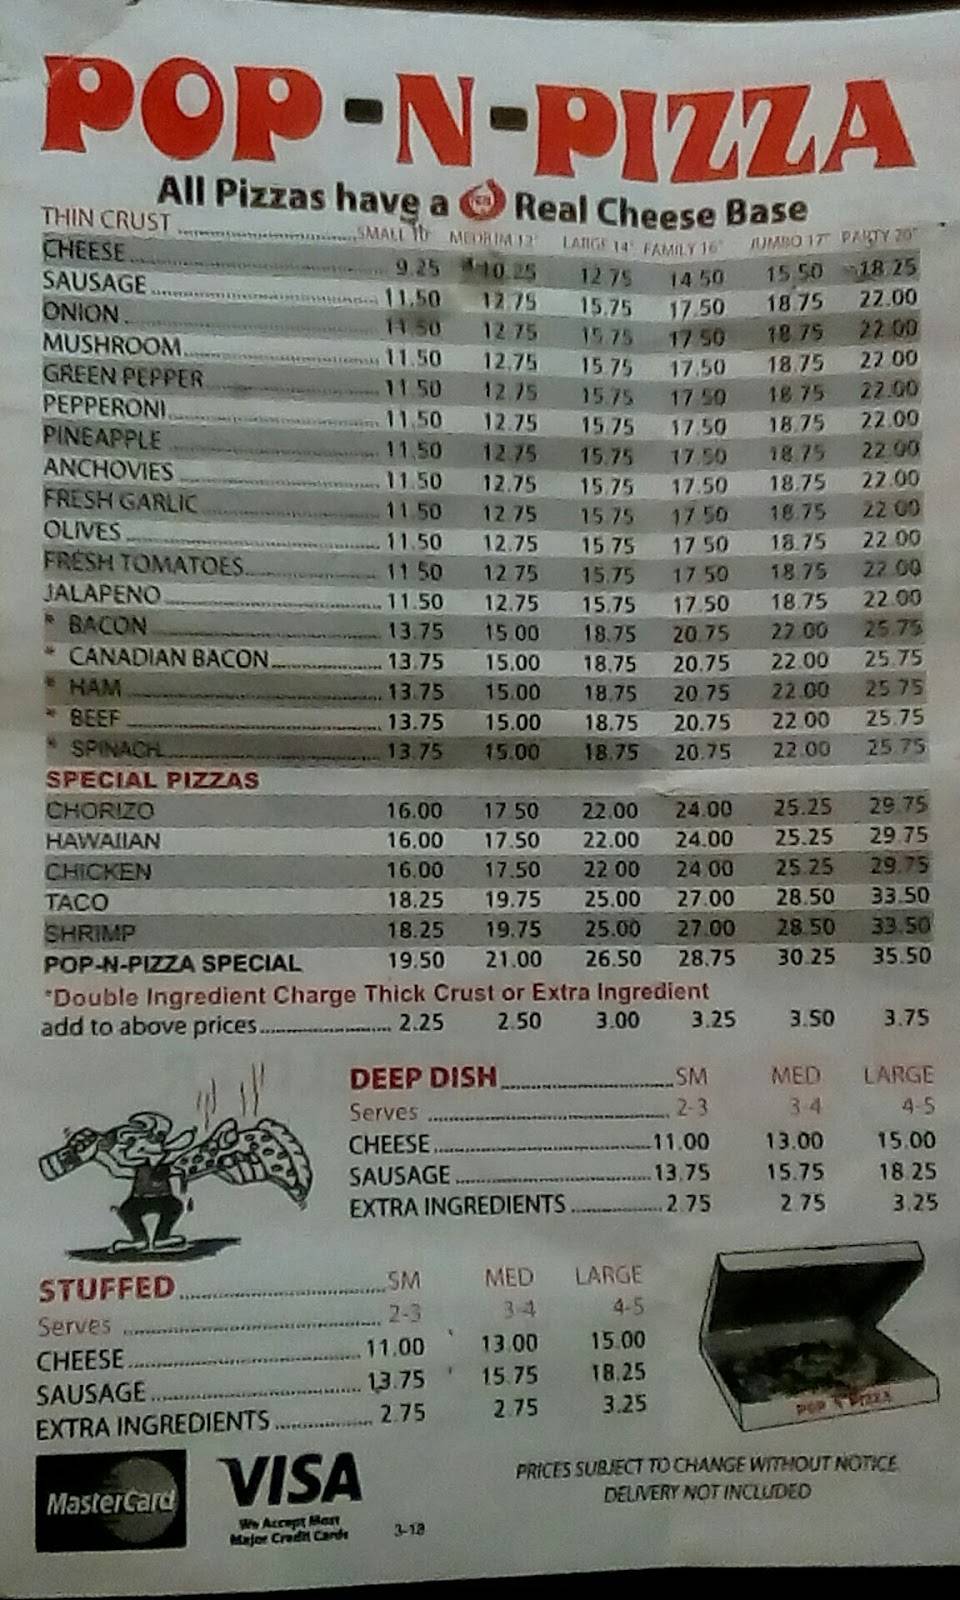 POP-N-PIZZA
All Pizzas have a Real Cheese Base
THIN CRUST SMALL 10" MEDIUM 12" LARGE 14" FAMILY 16" JUMBO 17" PARTY 20"
CHEESE 9.25 10.25 12.75 14.50 15.50 18.25
SAUSAGE 11.50 12.75 15.75 17.50 18.75 22.00
ONION 11.50 12.75 15.75 17.50 18.75 22.00
MUSHROOM 11.50 12.75 15.75 17.50 18.75 22.00
GREEN PEPPER 11.50 12.75 15.75 17.50 18.75 22.00
PEPPERONI 11.50 12.75 15.75 17.50 18.75 22.00
PINEAPPLE 11.50 12.75 15.75 17.50 18.75 22.00
ANCHOVIES 11.50 12.75 15.75 17.50 18.75 22.00
FRESH GARLIC 11.50 12.75 15.75 17.50 18.75 22.00
OLIVES 11.50 12.75 15.75 17.50 18.75 22.00
FRESH TOMATOES 11.50 12.75 15.75 17.50 18.75 22.00
JALAPENO 11.50 12.75 15.75 17.50 18.75 22.00
* BACON 13.75 15.00 18.75 20.75 22.00 25.75
* CANADIAN BACON 13.75 15.00 18.75 20.75 22.00 25.75
* HAM 13.75 15.00 18.75 20.75 22.00 25.75
* BEEF 13.75 15.00 18.75 20.75 22.00 25.75
* SPINACH 13.75 15.00 18.75 20.75 22.00 25.75
SPECIAL PIZZAS
CHORIZO 16.00 17.50 22.00 24.00 25.25 29.75
HAWAIIAN 16.00 17.50 22.00 24.00 25.25 29.75
CHICKEN 16.00 17.50 22.00 24.00 25.25 29.75
TACO 18.25 19.75 25.00 27.00 28.50 33.50
SHRIMP 18.25 19.75 25.00 27.00 28.50 33.50
POP-N-PIZZA SPECIAL 19.50 21.00 26.50 28.75 30.25 35.50
*Double Ingredient Charge Thick Crust or Extra Ingredient
add to above prices 2.25 2.50 3.00 3.25 3.50 3.75
DEEP DISH SM MED LARGE
Serves 2-3 3-4 4-5
CHEESE 11.00 13.00 15.00
SAUSAGE 13.75 15.75 18.25
EXTRA INGREDIENTS 2.75 2.75 3.25
STUFFED SM MED LARGE
Serves 2-3 3-4 4-5
CHEESE 11.00 13.00 15.00
SAUSAGE 13.75 15.75 18.25
EXTRA INGREDIENTS 2.75 2.75 3.25
POP N PIZZA
MasterCard
VISA
We Accept Most
Major Credit Cards
3-18
PRICES SUBJECT TO CHANGE WITHOUT NOTICE
DELIVERY NOT INCLUDED